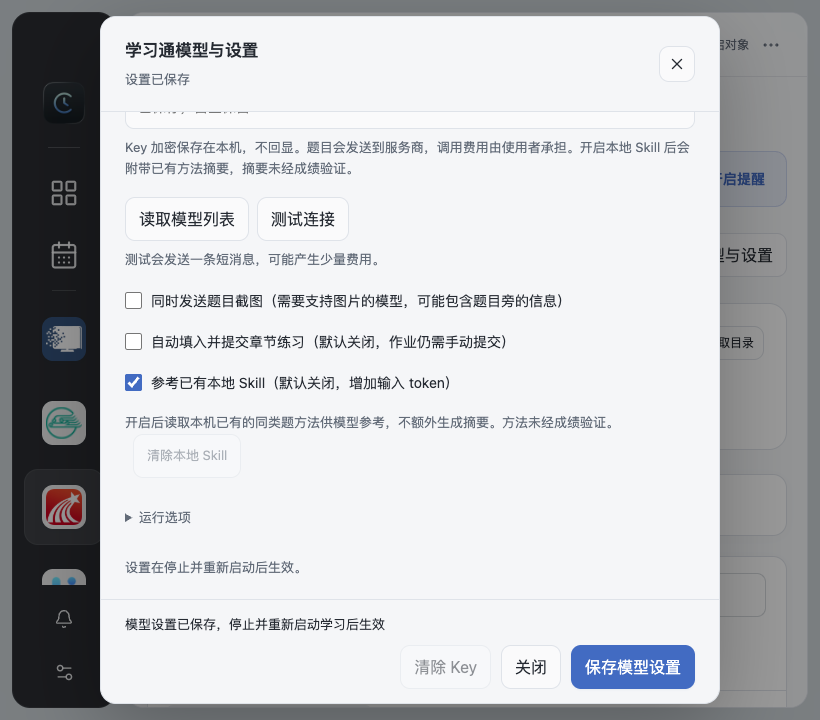 学习通模型与设置
设置已保存
启对象
Key 加密保存在本机，不回显。题目会发送到服务商，调用费用由使用者承担。开启本地 Skill 后会
附带已有方法摘要，摘要未经成绩验证。
开启提醒
读取模型列表
测试连接
型与设置
测试会发送一条短消息，可能产生少量费用。
同时发送题目截图（需要支持图片的模型，可能包含题目旁的信息）
自动填入并提交章节练习（默认关闭，作业仍需手动提交）
取目录
参考已有本地 Skill（默认关闭，增加输入 token）
开启后读取本机已有的同类题方法供模型参考，不额外生成摘要。方法未经成绩验证。
清除本地 Skill
运行选项
设置在停止并重新启动后生效。
模型设置已保存，停止并重新启动学习后生效
清除 Key
关闭
保存模型设置